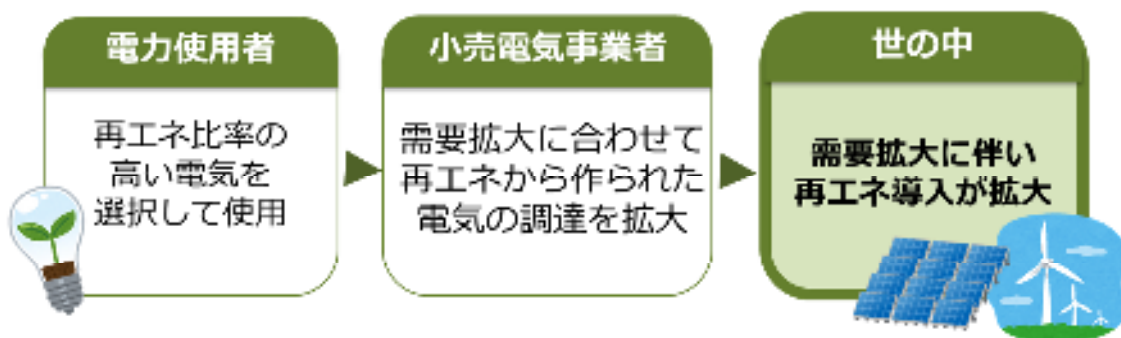 電力使用者
再エネ比率の
高い電気を
選択して使用
小売電気事業者
需要拡大に合わせて
再エネから作られた
電気の調達を拡大
世の中
需要拡大に伴い
再エネ導入が拡大